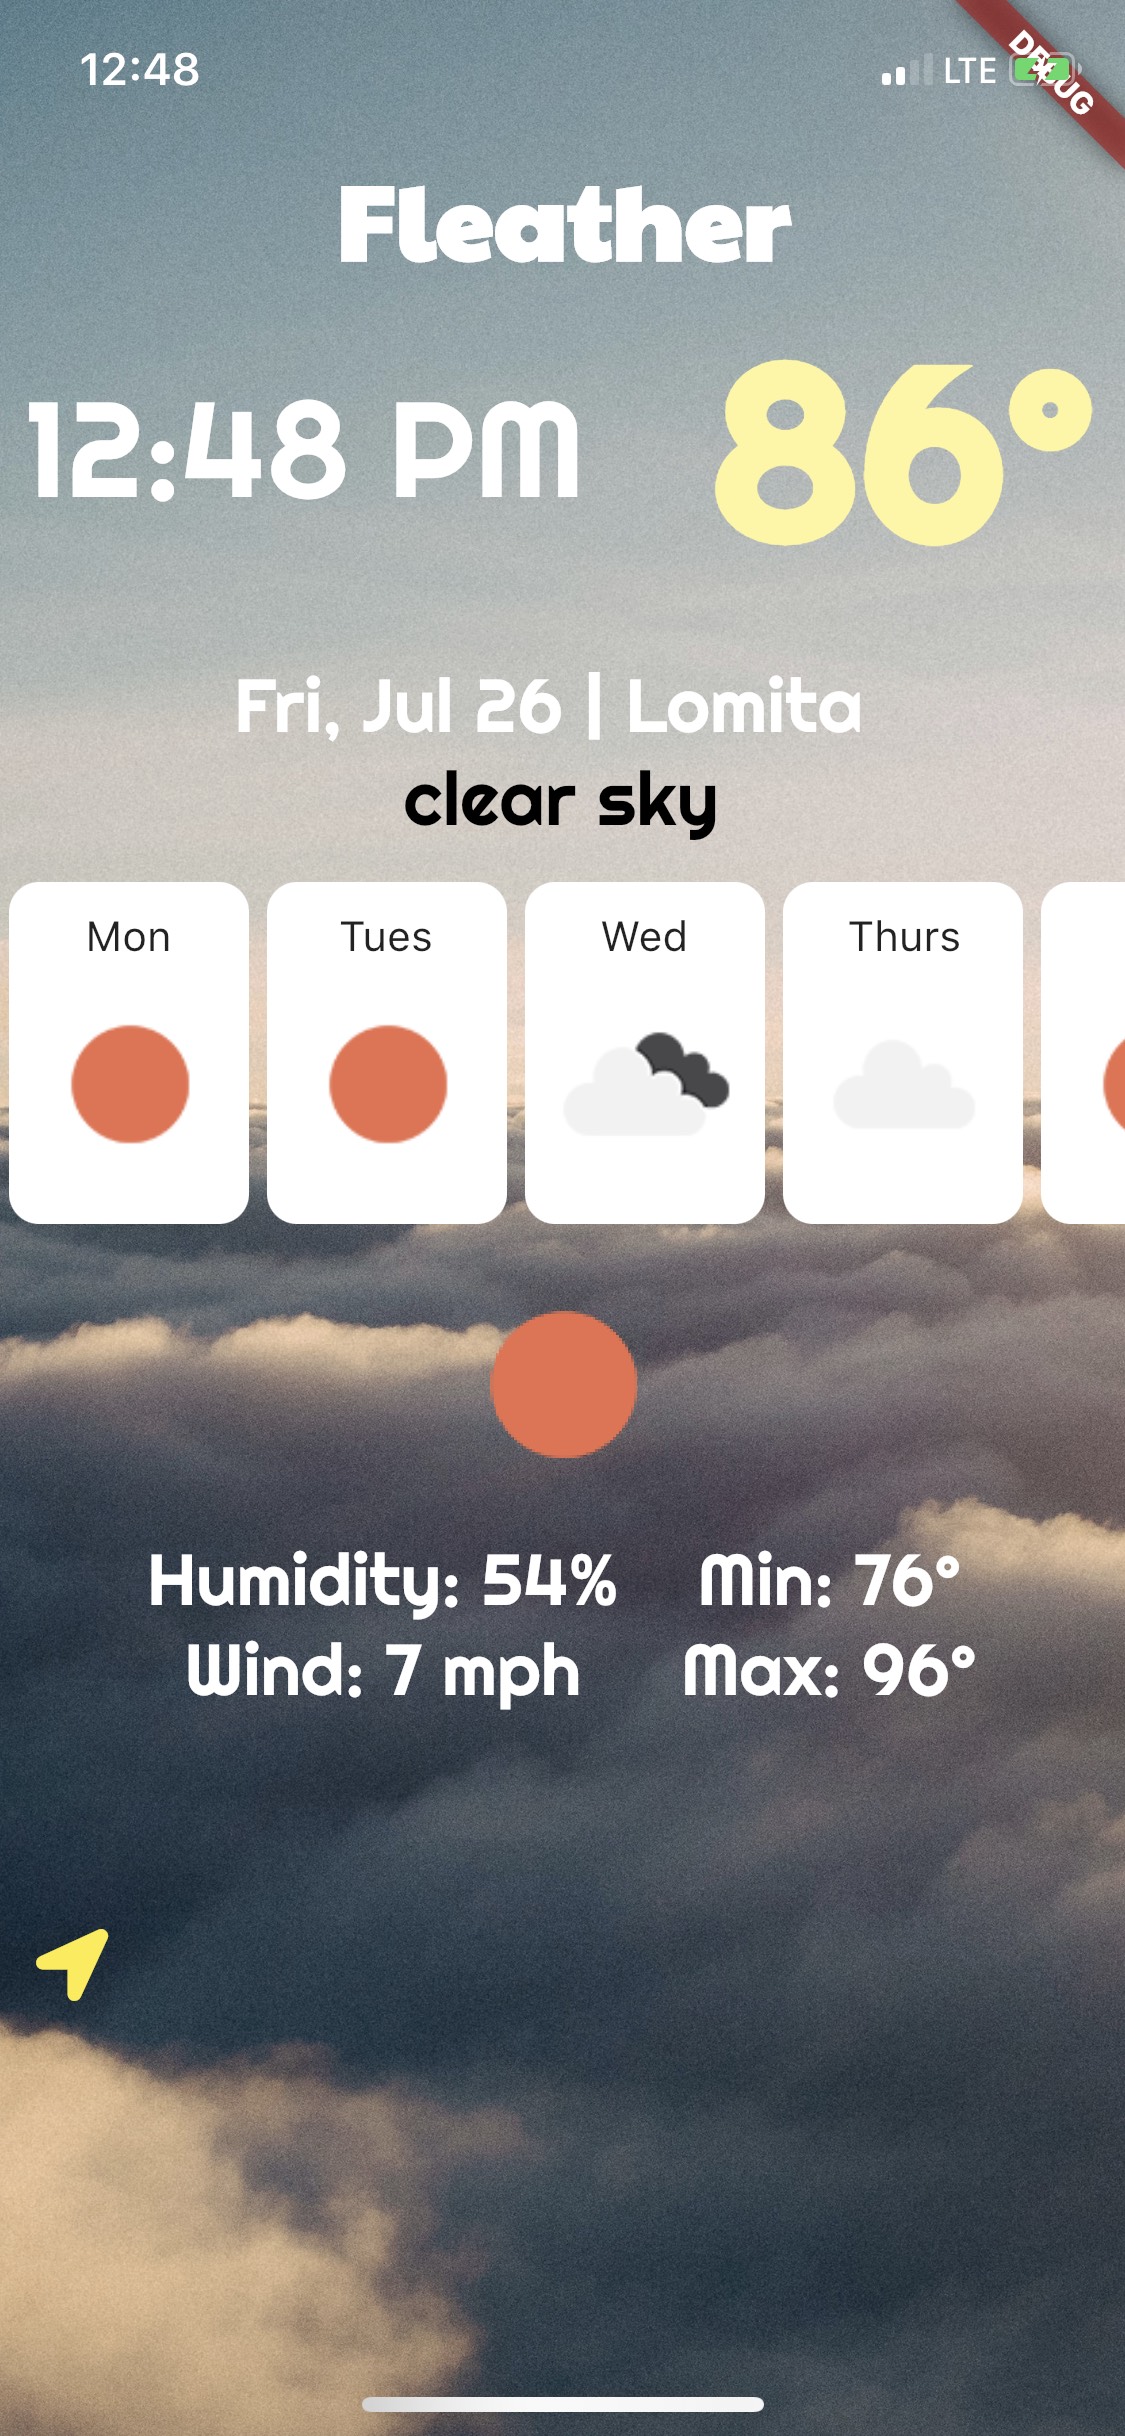 12:48 LTE DEBUG
Fleather
12:48 PM 86°
Fri, Jul 26 | Lomita
clear sky
Mon Tues Wed Thurs
Humidity: 54% Min: 76°
Wind: 7 mph Max: 96°